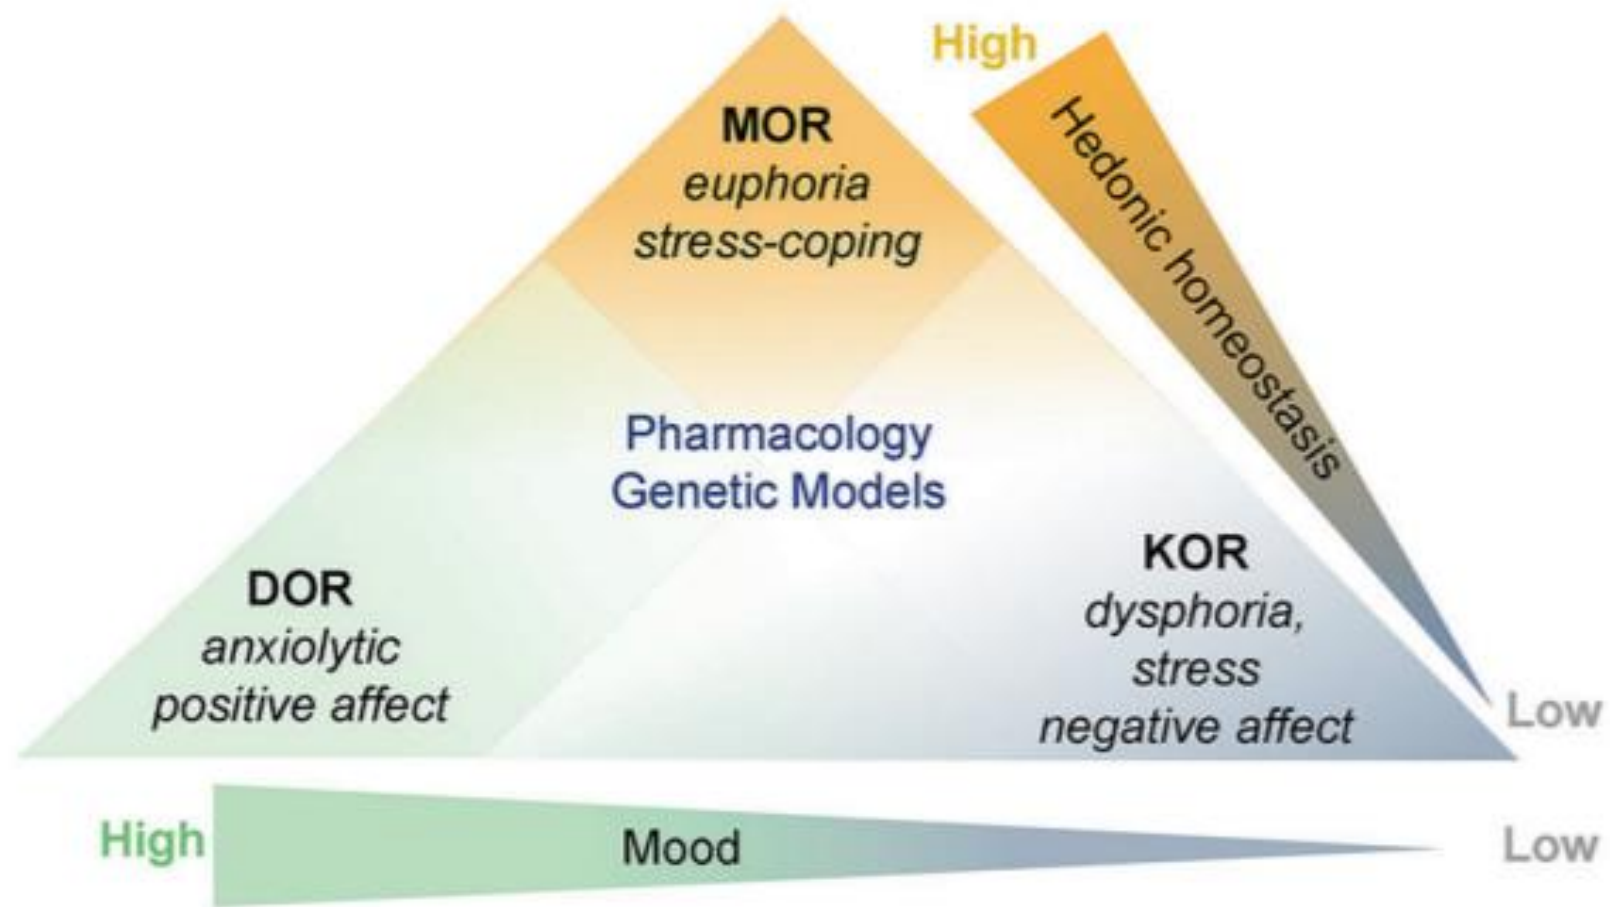 High
MOR
euphoria
stress-coping
Hedonic homeostasis
Pharmacology
Genetic Models
DOR
anxiolytic
positive affect
KOR
dysphoria,
stress
negative affect
Low
High
Mood
Low